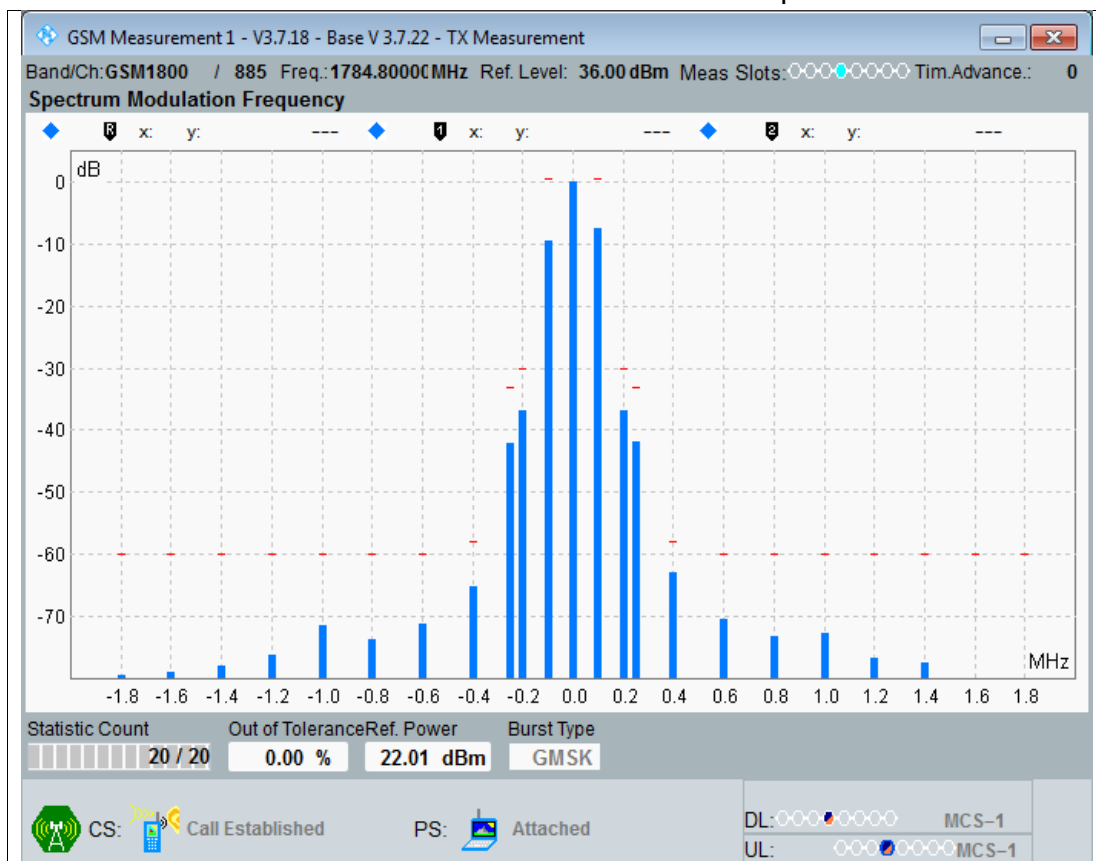 GSM Measurement 1 - V3.7.18 - Base V 3.7.22 - TX Measurement
Band/Ch:GSM1800 / 885 Freq.:1784.80000MHz Ref. Level: 36.00 dBm Meas Slots: Tim.Advance.: 0
Spectrum Modulation Frequency
R x: y: --- 1 x: y: --- 2 x: y: ---
dB
0
-10
-20
-30
-40
-50
-60
-70
MHz
-1.8 -1.6 -1.4 -1.2 -1.0 -0.8 -0.6 -0.4 -0.2 0.0 0.2 0.4 0.6 0.8 1.0 1.2 1.4 1.6 1.8
Statistic Count Out of Tolerance Ref. Power Burst Type
20 / 20 0.00 % 22.01 dBm GMSK
CS: Call Established PS: Attached
DL: MCS-1
UL: MCS-1